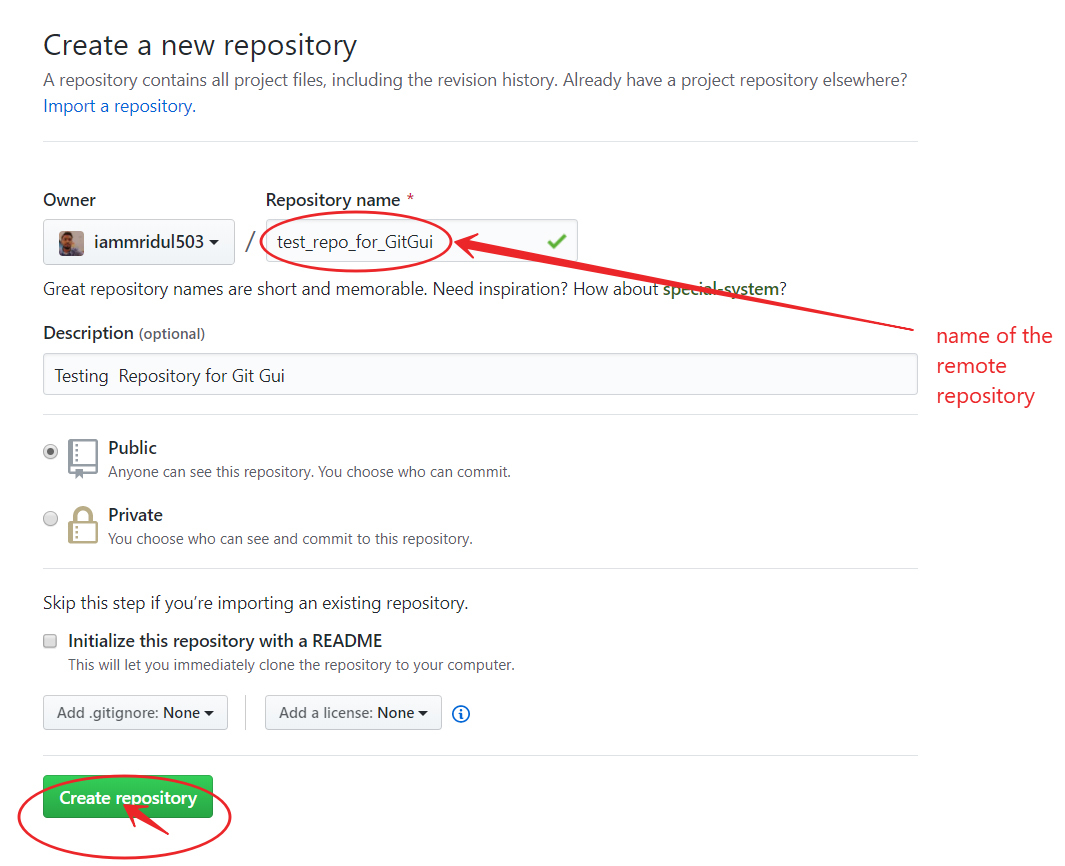 Create a new repository
A repository contains all project files, including the revision history. Already have a project repository elsewhere?
Import a repository.
Owner
Repository name *
iammridul503
/
test_repo_for_GitGui
Great repository names are short and memorable. Need inspiration? How about special-system?
name of the
remote
repository
Description (optional)
Testing  Repository for Git Gui
Public
Anyone can see this repository. You choose who can commit.
Private
You choose who can see and commit to this repository.
Skip this step if you’re importing an existing repository.
Initialize this repository with a README
This will let you immediately clone the repository to your computer.
Add .gitignore: None
Add a license: None
Create repository